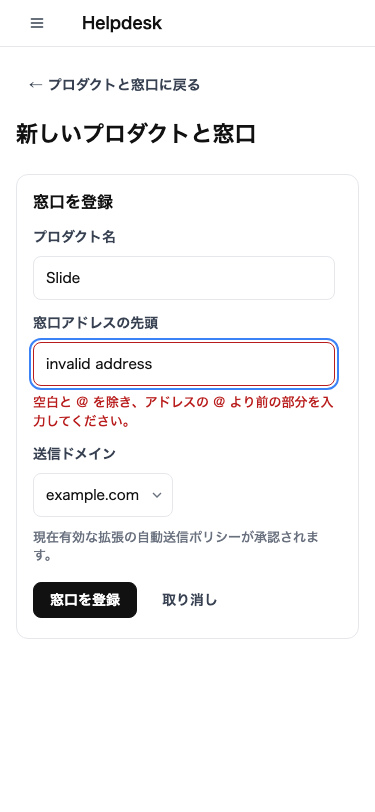 Helpdesk
← プロダクトと窓口に戻る
新しいプロダクトと窓口
窓口を登録
プロダクト名
Slide
窓口アドレスの先頭
invalid address
空白と @ を除き、アドレスの @ より前の部分を入
力してください。
送信ドメイン
example.com
現在有効な拡張の自動送信ポリシーが承認されま
す。
窓口を登録 取り消し